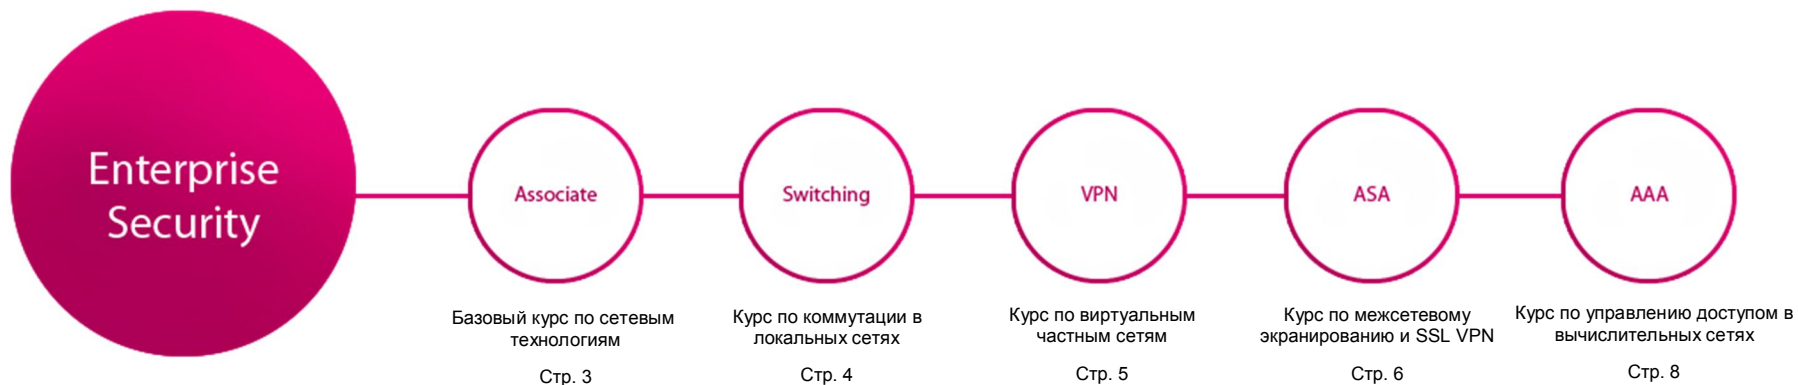 Enterprise
Security
Associate
Switching
VPN
ASA
AAA
Базовый курс по сетевым
технологиям
Стр. 3
Курс по коммутации в
локальных сетях
Стр. 4
Курс по виртуальным
частным сетям
Стр. 5
Курс по межсетевому
экранированию и SSL VPN
Стр. 6
Курс по управлению доступом в
вычислительных сетях
Стр. 8